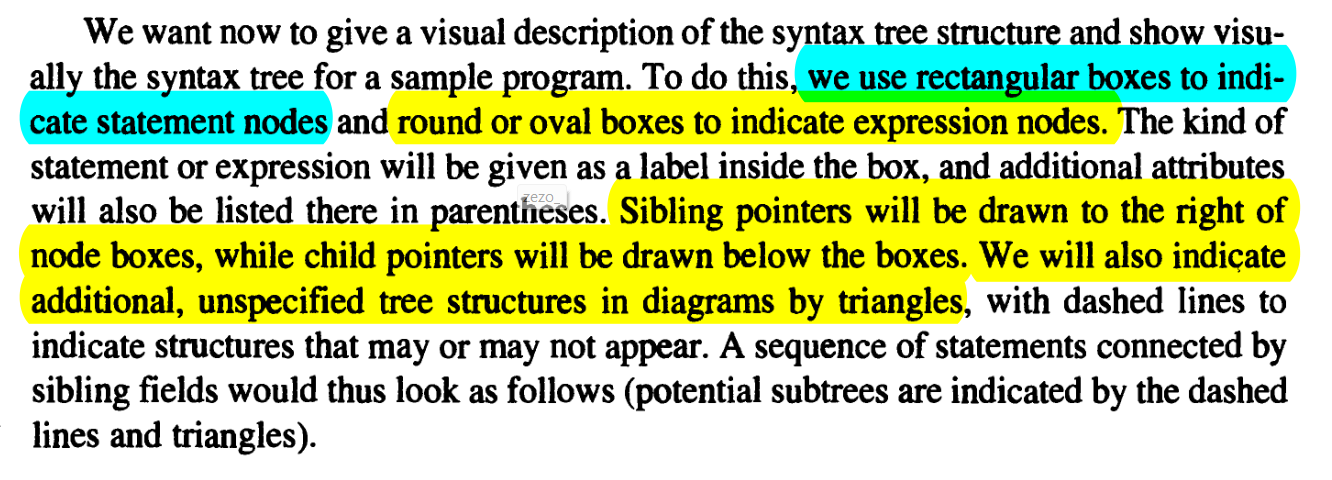 We want now to give a visual description of the syntax tree structure and show visu-
ally the syntax tree for a sample program. To do this, we use rectangular boxes to indi-
cate statement nodes and round or oval boxes to indicate expression nodes. The kind of
statement or expression will be given as a label inside the box, and additional attributes
will also be listed there in parentheses. Sibling pointers will be drawn to the right of
zezo_
node boxes, while child pointers will be drawn below the boxes. We will also indicate
additional, unspecified tree structures in diagrams by triangles, with dashed lines to
indicate structures that may or may not appear. A sequence of statements connected by
sibling fields would thus look as follows (potential subtrees are indicated by the dashed
lines and triangles).